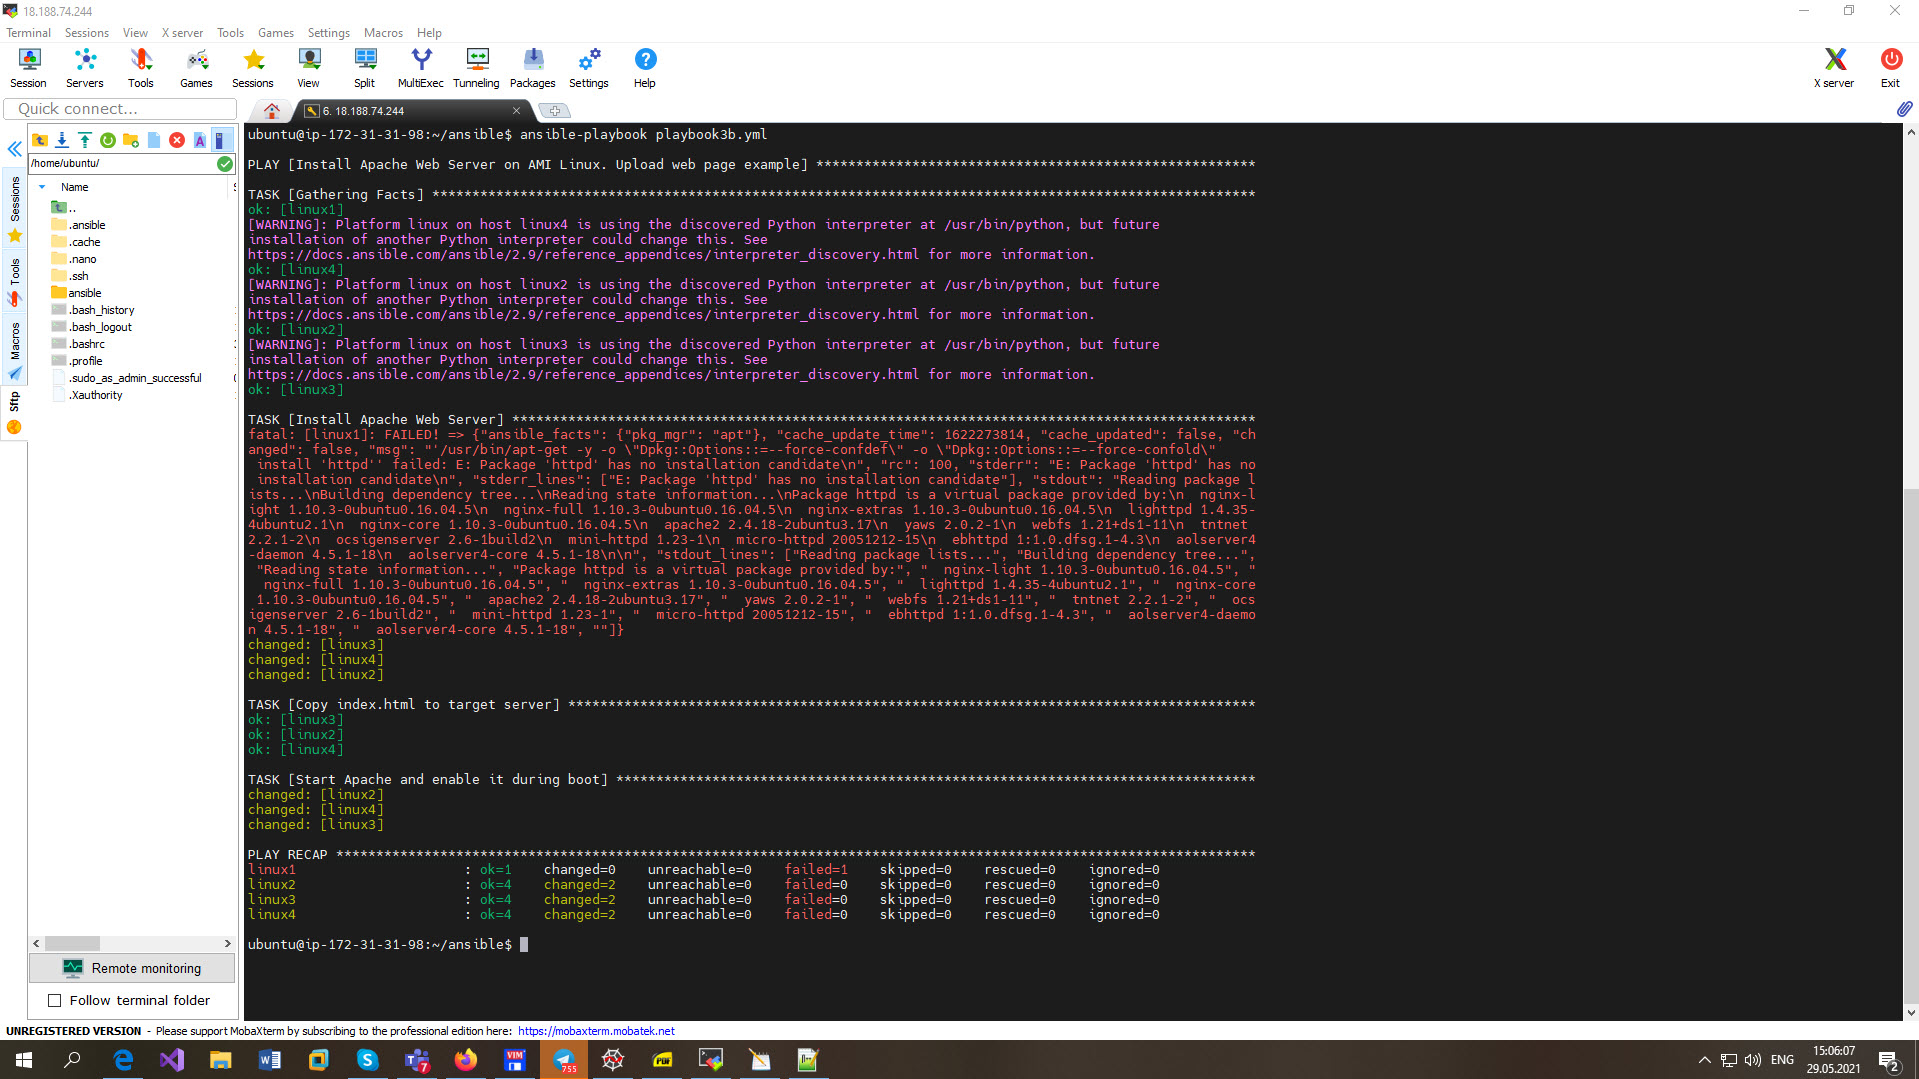 18.188.74.244
Terminal Sessions View X server Tools Games Settings Macros Help
Session Servers Tools Games Sessions View Split MultiExec Tunneling Packages Settings Help X server Exit
Quick connect...
6. 18.188.74.244
/home/ubuntu/
Name
..
.ansible
.cache
.nano
.ssh
ansible
.bash_history
.bash_logout
.bashrc
.profile
.sudo_as_admin_successful
.Xauthority
Sessions
Tools
Macros
Sftp
Remote monitoring
Follow terminal folder
ubuntu@ip-172-31-31-98:~/ansible$ ansible-playbook playbook3b.yml
PLAY [Install Apache Web Server on AMI Linux. Upload web page example] *******************************************************
TASK [Gathering Facts] *******************************************************************************************************
ok: [linux1]
[WARNING]: Platform linux on host linux4 is using the discovered Python interpreter at /usr/bin/python, but future
installation of another Python interpreter could change this. See
https://docs.ansible.com/ansible/2.9/reference_appendices/interpreter_discovery.html for more information.
ok: [linux4]
[WARNING]: Platform linux on host linux2 is using the discovered Python interpreter at /usr/bin/python, but future
installation of another Python interpreter could change this. See
https://docs.ansible.com/ansible/2.9/reference_appendices/interpreter_discovery.html for more information.
ok: [linux2]
[WARNING]: Platform linux on host linux3 is using the discovered Python interpreter at /usr/bin/python, but future
installation of another Python interpreter could change this. See
https://docs.ansible.com/ansible/2.9/reference_appendices/interpreter_discovery.html for more information.
ok: [linux3]
TASK [Install Apache Web Server] *********************************************************************************************
fatal: [linux1]: FAILED! => {"ansible_facts": {"pkg_mgr": "apt"}, "cache_update_time": 1622273814, "cache_updated": false, "ch
anged": false, "msg": "'/usr/bin/apt-get -y -o \"Dpkg::Options::=--force-confdef\" -o \"Dpkg::Options::=--force-confold\"
 install 'httpd'' failed: E: Package 'httpd' has no installation candidate\n", "rc": 100, "stderr": "E: Package 'httpd' has no
 installation candidate\n", "stderr_lines": ["E: Package 'httpd' has no installation candidate"], "stdout": "Reading package l
ists...\nBuilding dependency tree...\nReading state information...\nPackage httpd is a virtual package provided by:\n  nginx-l
ight 1.10.3-0ubuntu0.16.04.5\n  nginx-full 1.10.3-0ubuntu0.16.04.5\n  nginx-extras 1.10.3-0ubuntu0.16.04.5\n  lighttpd 1.4.35-
4ubuntu2.1\n  nginx-core 1.10.3-0ubuntu0.16.04.5\n  apache2 2.4.18-2ubuntu3.17\n  yaws 2.0.2-1\n  webfs 1.21+ds1-11\n  tntnet
2.2.1-2\n  ocsigenserver 2.6-1build2\n  mini-httpd 1.23-1\n  micro-httpd 20051212-15\n  ebhttpd 1:1.0.dfsg.1-4.3\n  aolserver4
-daemon 4.5.1-18\n  aolserver4-core 4.5.1-18\n\n", "stdout_lines": ["Reading package lists...", "Building dependency tree...",
 "Reading state information...", "Package httpd is a virtual package provided by:", "  nginx-light 1.10.3-0ubuntu0.16.04.5", "
  nginx-full 1.10.3-0ubuntu0.16.04.5", "  nginx-extras 1.10.3-0ubuntu0.16.04.5", "  lighttpd 1.4.35-4ubuntu2.1", "  nginx-core
 1.10.3-0ubuntu0.16.04.5", "  apache2 2.4.18-2ubuntu3.17", "  yaws 2.0.2-1", "  webfs 1.21+ds1-11", "  tntnet 2.2.1-2", "  ocs
igenserver 2.6-1build2", "  mini-httpd 1.23-1", "  micro-httpd 20051212-15", "  ebhttpd 1:1.0.dfsg.1-4.3", "  aolserver4-daemo
n 4.5.1-18", "  aolserver4-core 4.5.1-18", ""]}
changed: [linux3]
changed: [linux4]
changed: [linux2]
TASK [Copy index.html to target server] **************************************************************************************
ok: [linux3]
ok: [linux2]
ok: [linux4]
TASK [Start Apache and enable it during boot] ********************************************************************************
changed: [linux2]
changed: [linux4]
changed: [linux3]
PLAY RECAP *******************************************************************************************************************
linux1 : ok=1 changed=0 unreachable=0 failed=1 skipped=0 rescued=0 ignored=0
linux2 : ok=4 changed=2 unreachable=0 failed=0 skipped=0 rescued=0 ignored=0
linux3 : ok=4 changed=2 unreachable=0 failed=0 skipped=0 rescued=0 ignored=0
linux4 : ok=4 changed=2 unreachable=0 failed=0 skipped=0 rescued=0 ignored=0
ubuntu@ip-172-31-31-98:~/ansible$
UNREGISTERED VERSION - Please support MobaXterm by subscribing to the professional edition here: https://mobaxterm.mobatek.net
7
VIM
755
PDF
ENG
15:06:07
29.05.2021
2